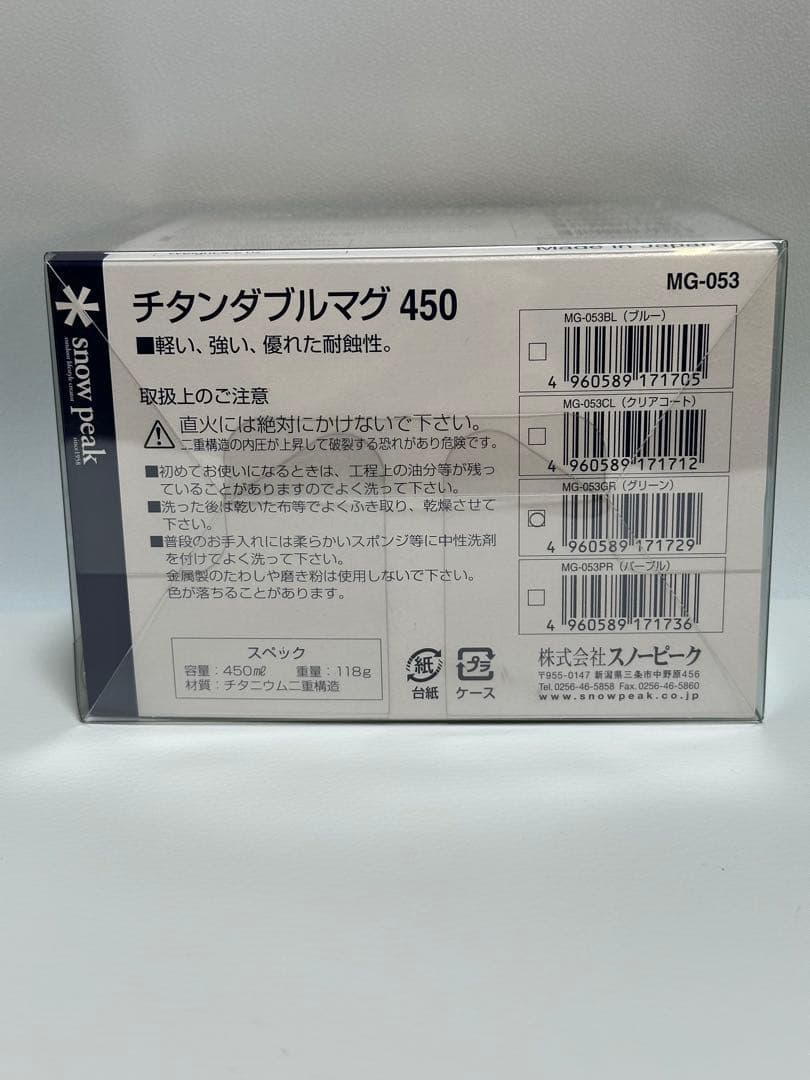 Made in Japan
snow peak
outdoor lifestyle creator
since1958
チタンダブルマグ 450
MG-053
■軽い、強い、優れた耐蝕性。
取扱上のご注意
直火には絶対にかけないで下さい。
二重構造の内圧が上昇して破裂する恐れがあり危険です。
■初めてお使いになるときは、工程上の油分等が残っ
ていることがありますのでよく洗って下さい。
■洗った後は乾いた布等でよくふき取り、乾燥させて
下さい。
■普段のお手入れには柔らかいスポンジ等に中性洗剤
を付けてよく洗って下さい。
金属製のたわしや磨き粉は使用しないで下さい。
色が落ちることがあります。
スペック
容量：450㎖ 重量：118g
材質：チタニウム二重構造
紙
台紙
プラ
ケース
MG-053BL（ブルー）
4 960589 171705
MG-053CL（クリアコート）
4 960589 171712
MG-053GR（グリーン）
4 960589 171729
MG-053PR（パープル）
4 960589 171736
株式会社スノーピーク
〒955-0147 新潟県三条市中野原456
Tel. 0256-46-5858 Fax. 0256-46-5860
www.snowpeak.co.jp